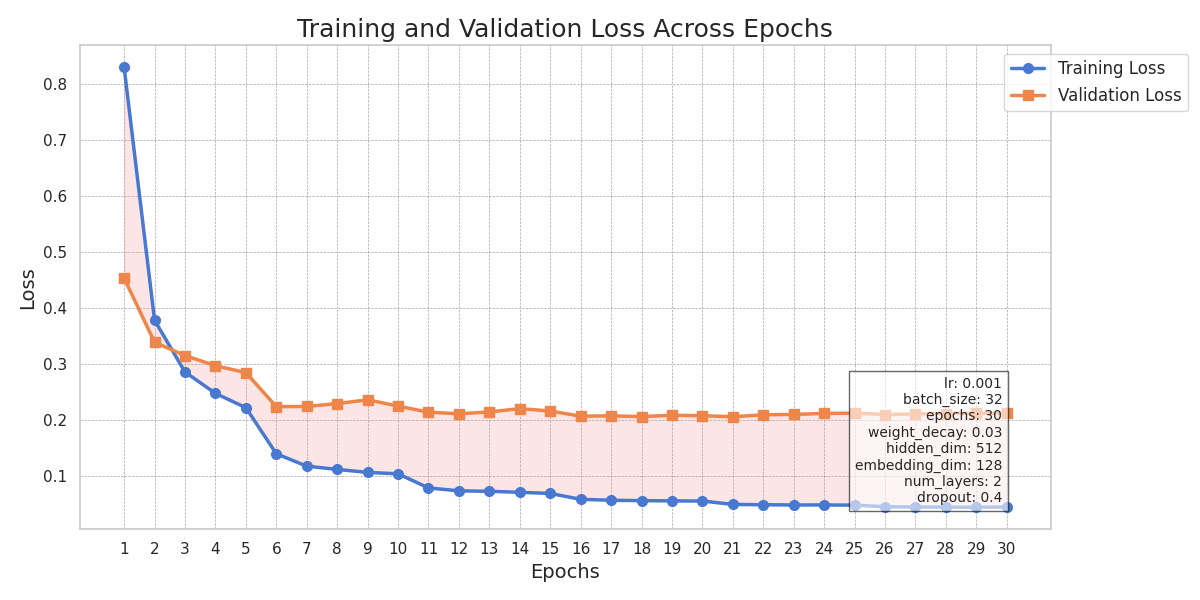 Training and Validation Loss Across Epochs
Training Loss
Validation Loss
Loss
0.8
0.7
0.6
0.5
0.4
0.3
0.2
0.1
lr: 0.001
batch_size: 32
epochs: 30
weight_decay: 0.03
hidden_dim: 512
embedding_dim: 128
num_layers: 2
dropout: 0.4
1 2 3 4 5 6 7 8 9 10 11 12 13 14 15 16 17 18 19 20 21 22 23 24 25 26 27 28 29 30
Epochs